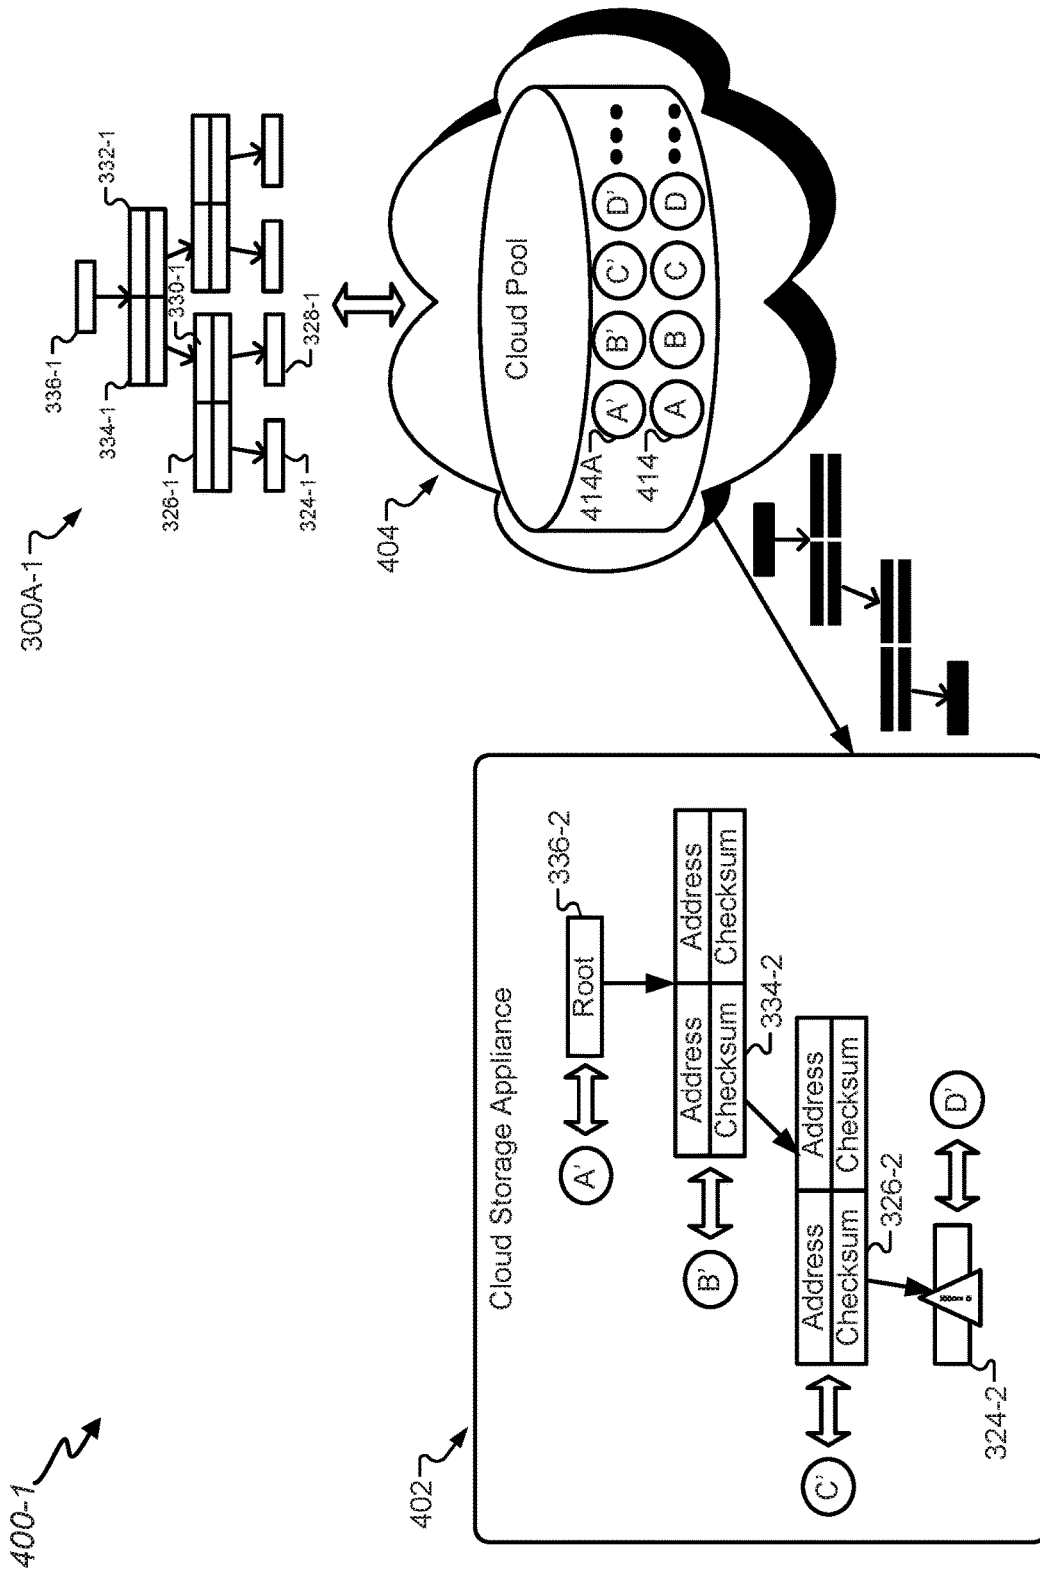 400-1
300A-1
336-1
334-1
332-1
326-1
330-1
324-1
328-1
404
Cloud Pool
414A
A' B' C' D'
414
A B C D
402
Cloud Storage Appliance
A'
Root
336-2
B'
Address Address
Checksum Checksum
334-2
C'
Address Address
Checksum Checksum
326-2
D'
324-2